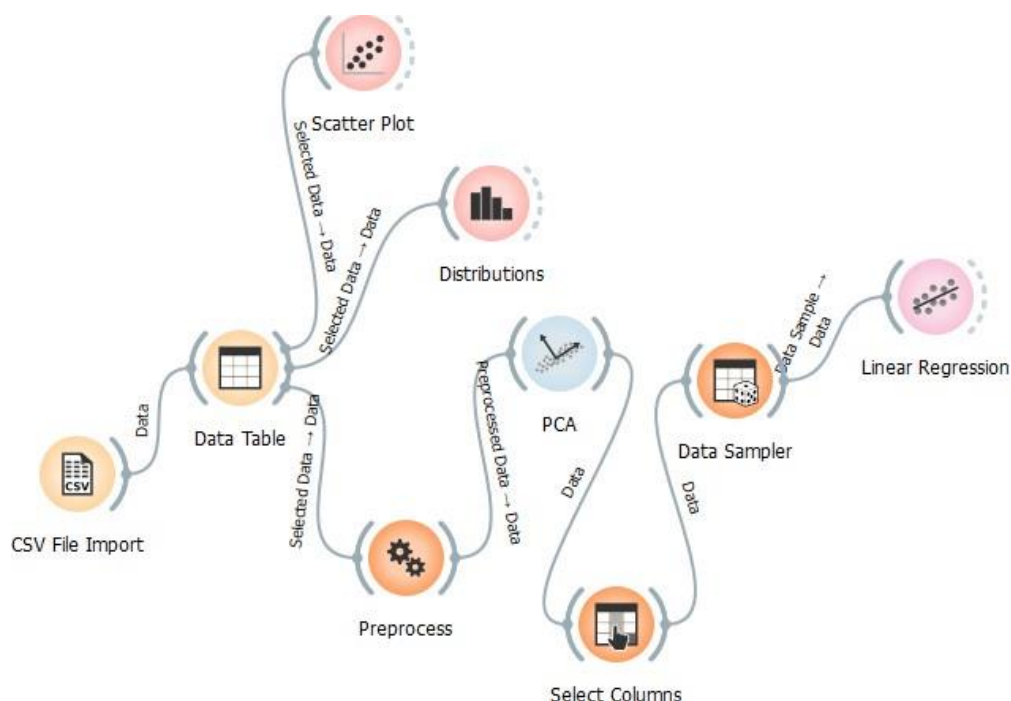 Scatter Plot
Selected Data → Data
Distributions
Selected Data → Data
Data Sample →
Data
Linear Regression
Data Table
Data
PCA
Data Sampler
CSV
CSV File Import
Selected Data → Data
Preprocessed Data → Data
Data
Data
Preprocess
Select Columns